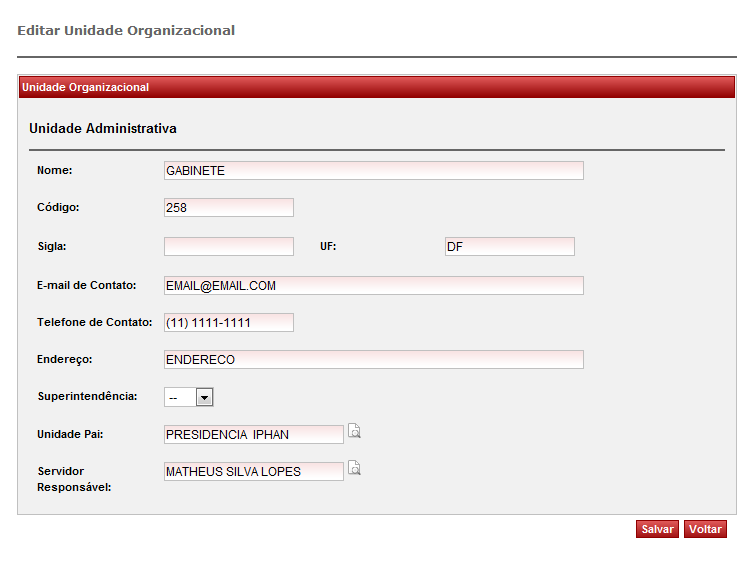 Editar Unidade Organizacional
Unidade Organizacional
Unidade Administrativa
Nome: GABINETE
Código: 258
Sigla: UF: DF
E-mail de Contato: EMAIL@EMAIL.COM
Telefone de Contato: (11) 1111-1111
Endereço: ENDERECO
Superintendência: --
Unidade Pai: PRESIDENCIA IPHAN
Servidor Responsável: MATHEUS SILVA LOPES
Salvar Voltar